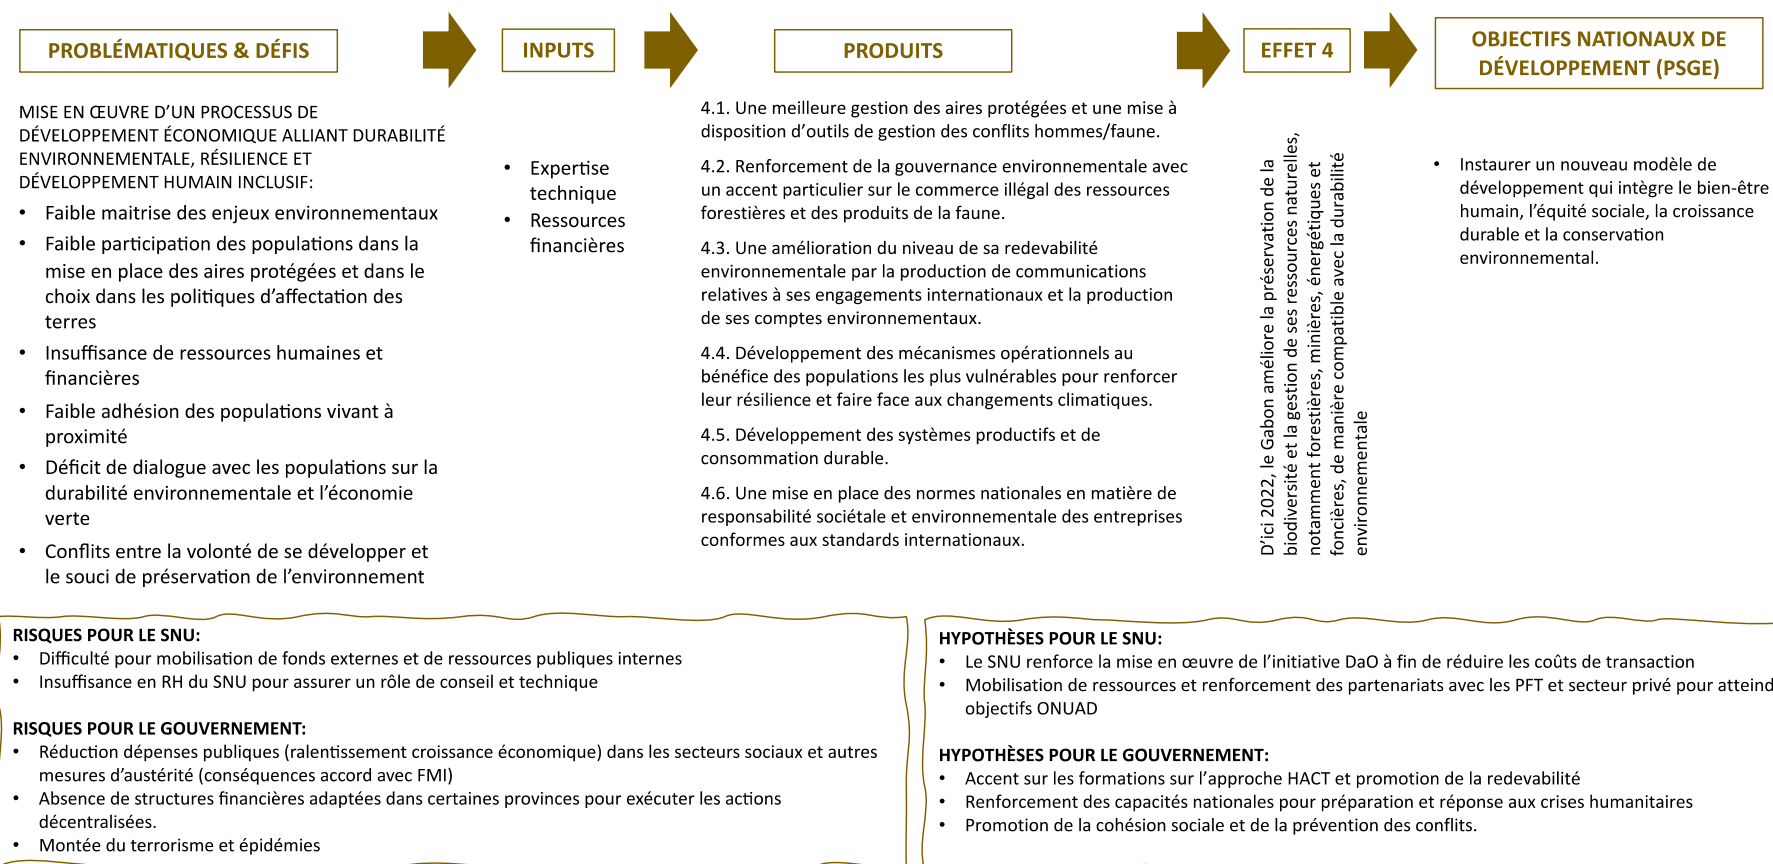 PROBLÉMATIQUES & DÉFIS
MISE EN ŒUVRE D’UN PROCESSUS DE
DÉVELOPPEMENT ÉCONOMIQUE ALLIANT DURABILITÉ
ENVIRONNEMENTALE, RÉSILIENCE ET
DÉVELOPPEMENT HUMAIN INCLUSIF:
• Faible maitrise des enjeux environnementaux
• Faible participation des populations dans la
mise en place des aires protégées et dans le
choix dans les politiques d’affectation des
terres
• Insuffisance de ressources humaines et
financières
• Faible adhésion des populations vivant à
proximité
• Déficit de dialogue avec les populations sur la
durabilité environnementale et l’économie
verte
• Conflits entre la volonté de se développer et
le souci de préservation de l’environnement
INPUTS
• Expertise
technique
• Ressources
financières
PRODUITS
4.1. Une meilleure gestion des aires protégées et une mise à
disposition d’outils de gestion des conflits hommes/faune.
4.2. Renforcement de la gouvernance environnementale avec
un accent particulier sur le commerce illégal des ressources
forestières et des produits de la faune.
4.3. Une amélioration du niveau de sa redevabilité
environnementale par la production de communications
relatives à ses engagements internationaux et la production
de ses comptes environnementaux.
4.4. Développement des mécanismes opérationnels au
bénéfice des populations les plus vulnérables pour renforcer
leur résilience et faire face aux changements climatiques.
4.5. Développement des systèmes productifs et de
consommation durable.
4.6. Une mise en place des normes nationales en matière de
responsabilité sociétale et environnementale des entreprises
conformes aux standards internationaux.
EFFET 4
D’ici 2022, le Gabon améliore la préservation de la
biodiversité et la gestion de ses ressources naturelles,
notamment forestières, minières, énergétiques et
foncières, de manière compatible avec la durabilité
environnementale
OBJECTIFS NATIONAUX DE
DÉVELOPPEMENT (PSGE)
• Instaurer un nouveau modèle de
développement qui intègre le bien-être
humain, l’équité sociale, la croissance
durable et la conservation
environnemental.
RISQUES POUR LE SNU:
• Difficulté pour mobilisation de fonds externes et de ressources publiques internes
• Insuffisance en RH du SNU pour assurer un rôle de conseil et technique
RISQUES POUR LE GOUVERNEMENT:
• Réduction dépenses publiques (ralentissement croissance économique) dans les secteurs sociaux et autres
mesures d’austérité (conséquences accord avec FMI)
• Absence de structures financières adaptées dans certaines provinces pour exécuter les actions
décentralisées.
• Montée du terrorisme et épidémies
HYPOTHÈSES POUR LE SNU:
• Le SNU renforce la mise en œuvre de l’initiative DaO à fin de réduire les coûts de transaction
• Mobilisation de ressources et renforcement des partenariats avec les PFT et secteur privé pour atteind
objectifs ONUAD
HYPOTHÈSES POUR LE GOUVERNEMENT:
• Accent sur les formations sur l’approche HACT et promotion de la redevabilité
• Renforcement des capacités nationales pour préparation et réponse aux crises humanitaires
• Promotion de la cohésion sociale et de la prévention des conflits.